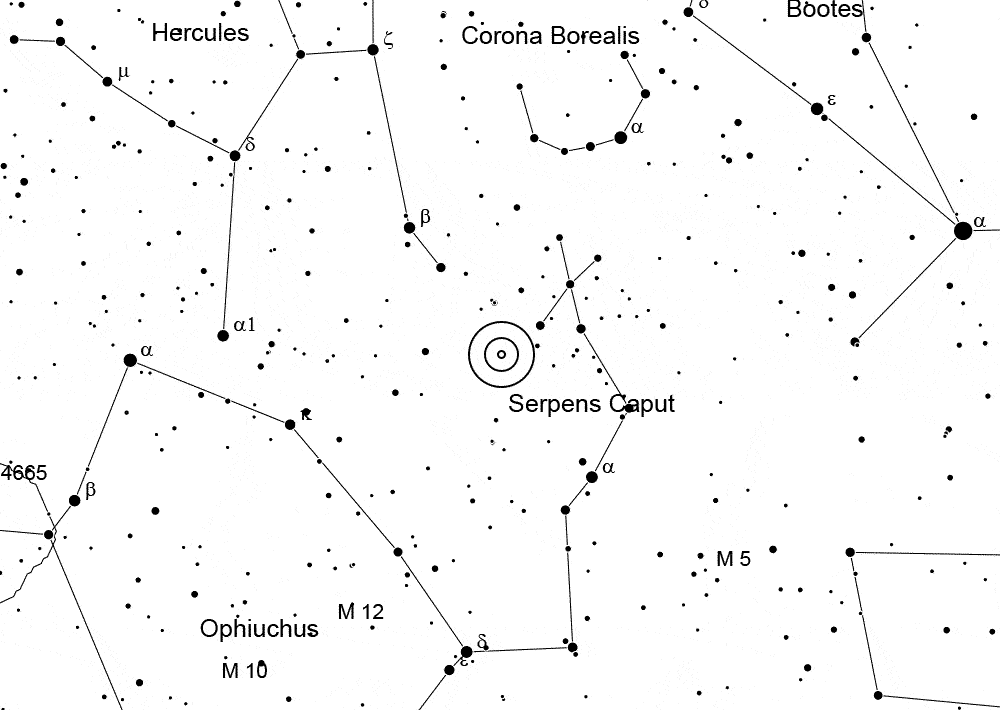 δ
Bootes
Hercules
ζ
Corona Borealis
μ
ε
α
δ
β
α
α1
α
Serpens Caput
κ
4665
α
β
M 5
M 12
Ophiuchus
δ
ε
M 10